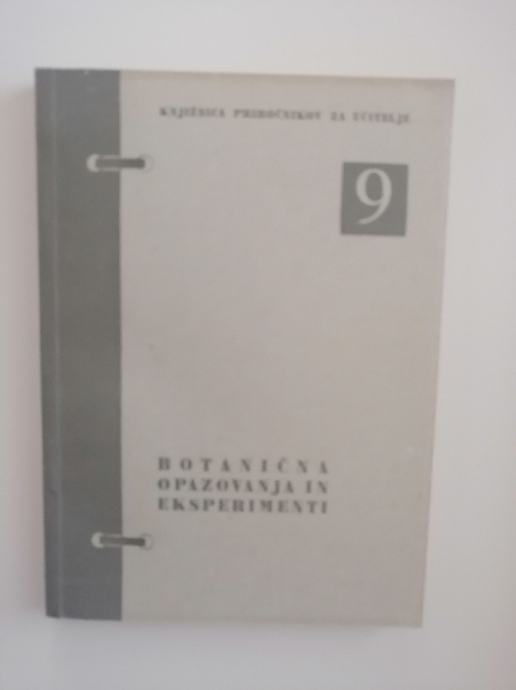 KNJIŽNICA PRIROČNIKOV ZA UČITELJE
9
BOTANIČNA
OPAZOVANJA IN
EKSPERIMENTI